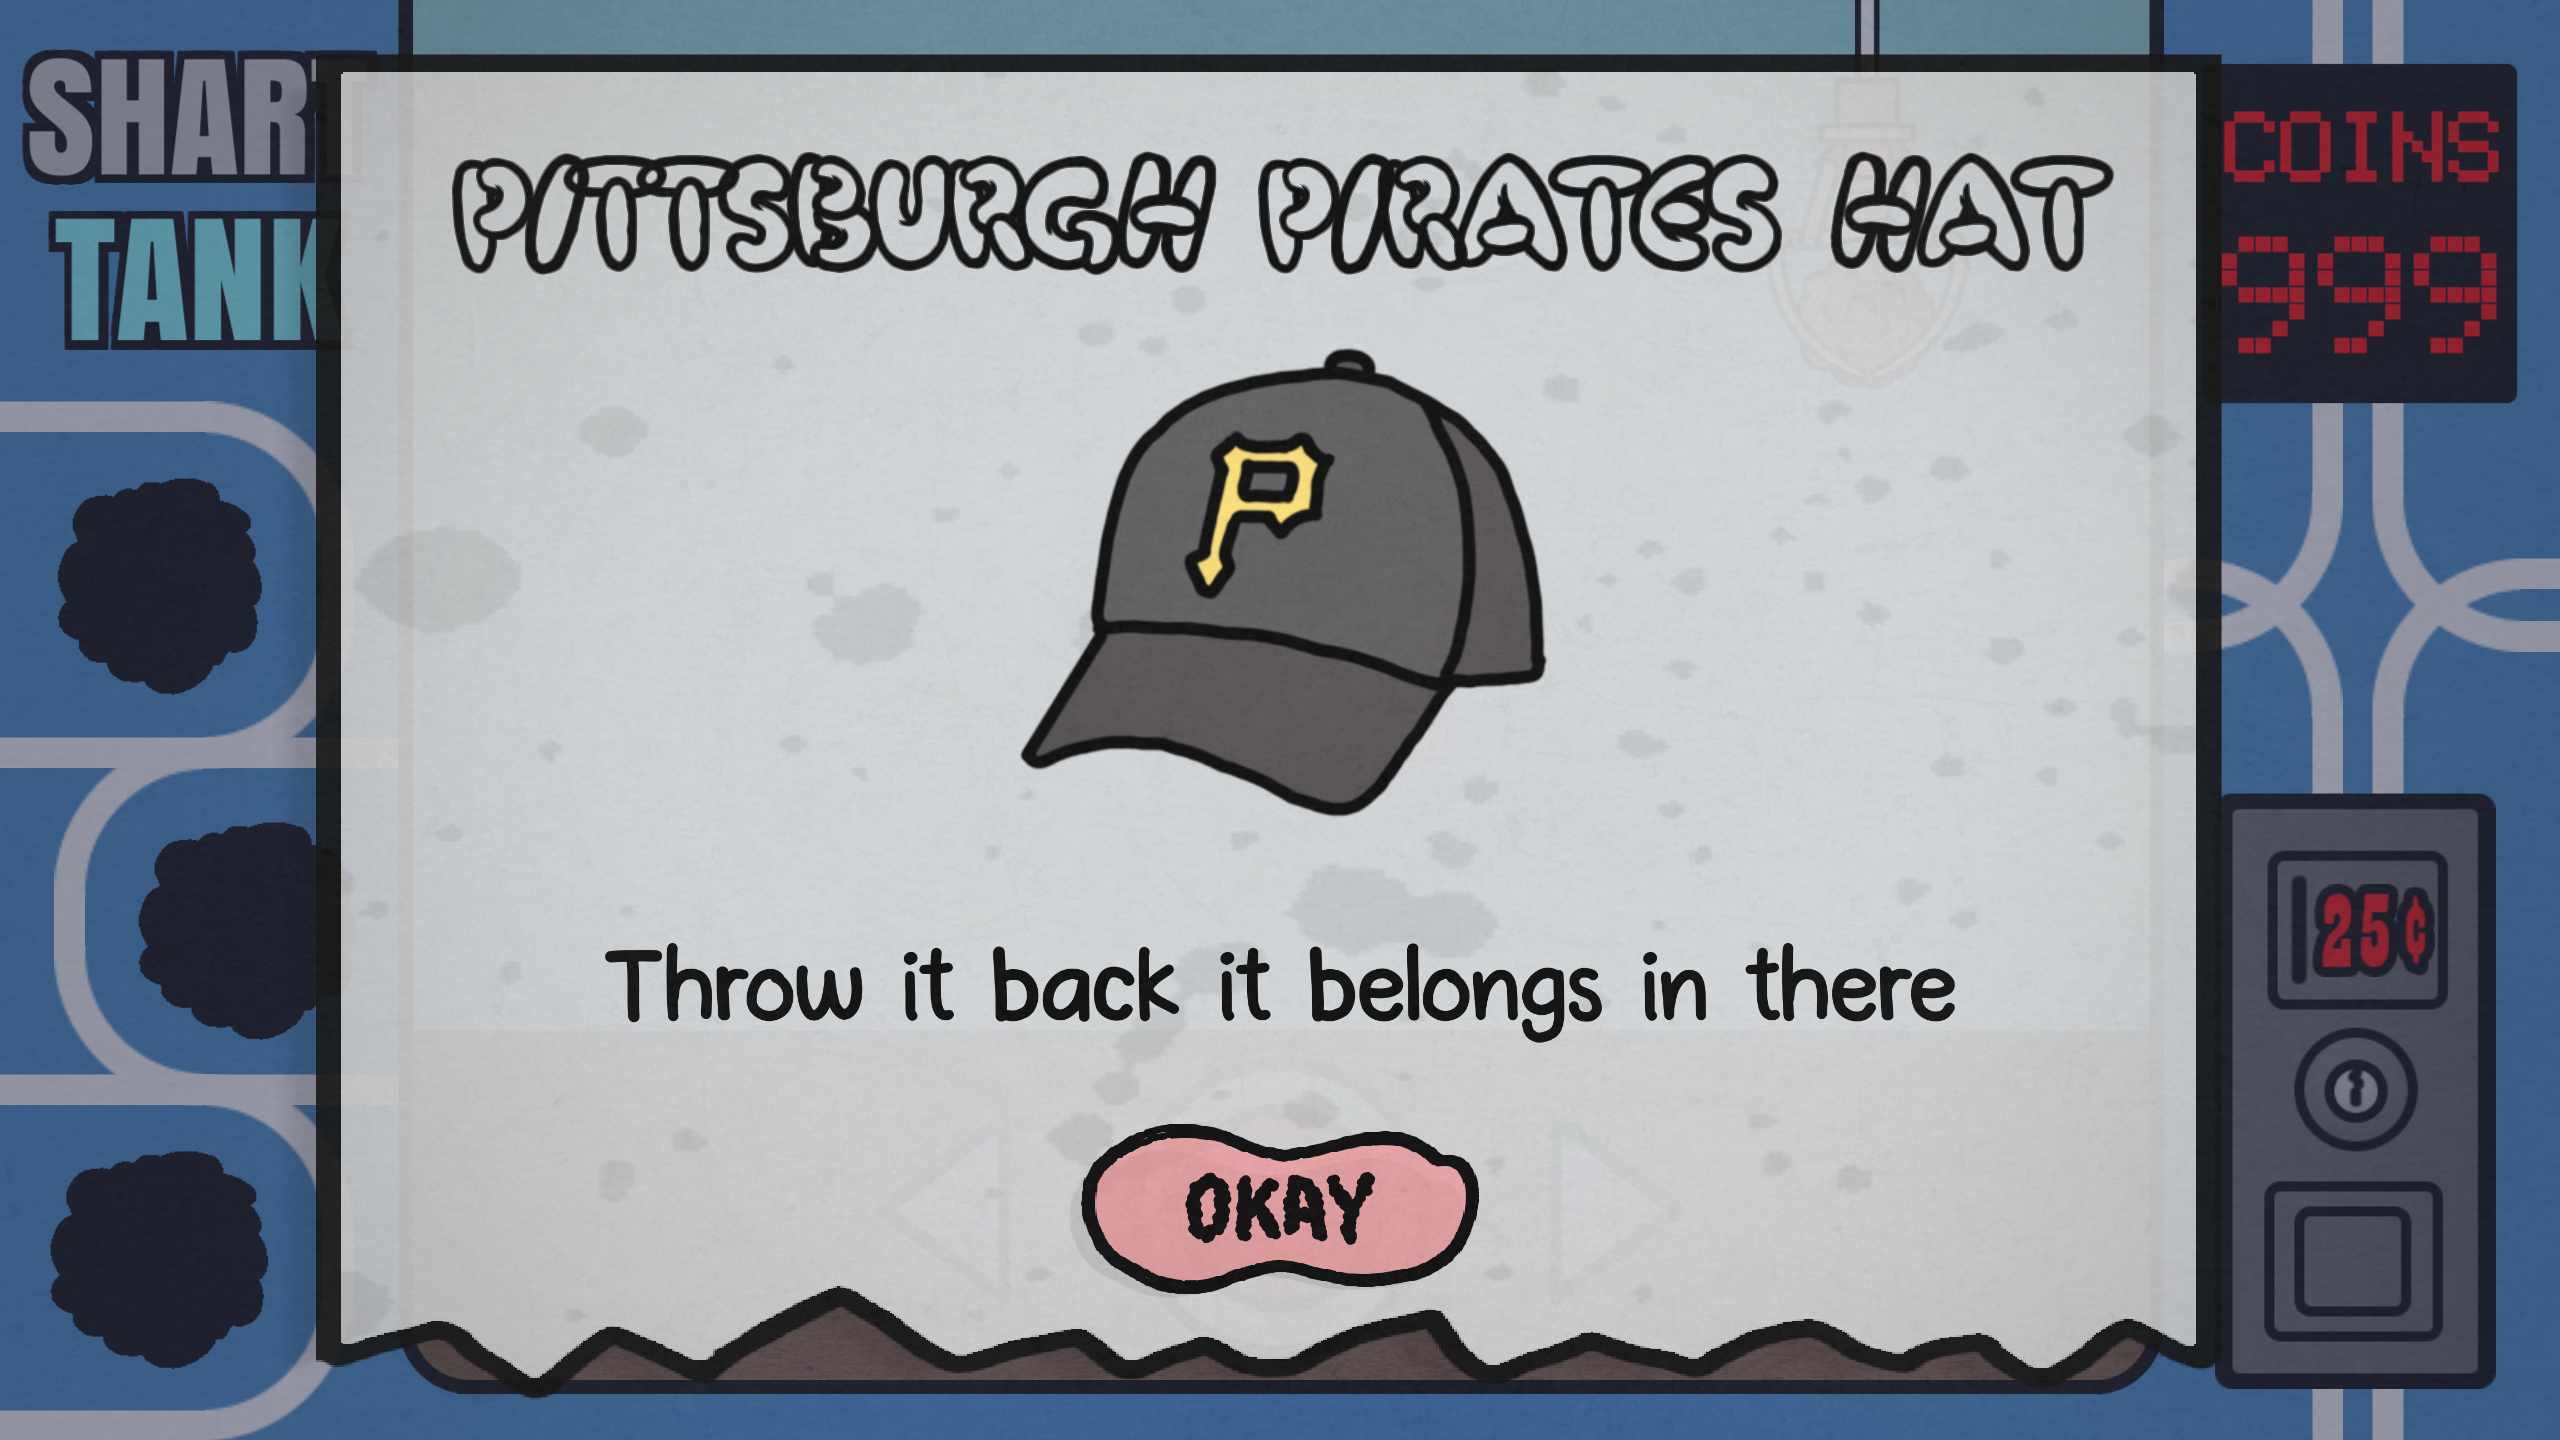 SHART
TANK
PITTSBURGH PIRATES HAT
COINS
999
P
Throw it back it belongs in there
25¢
OKAY